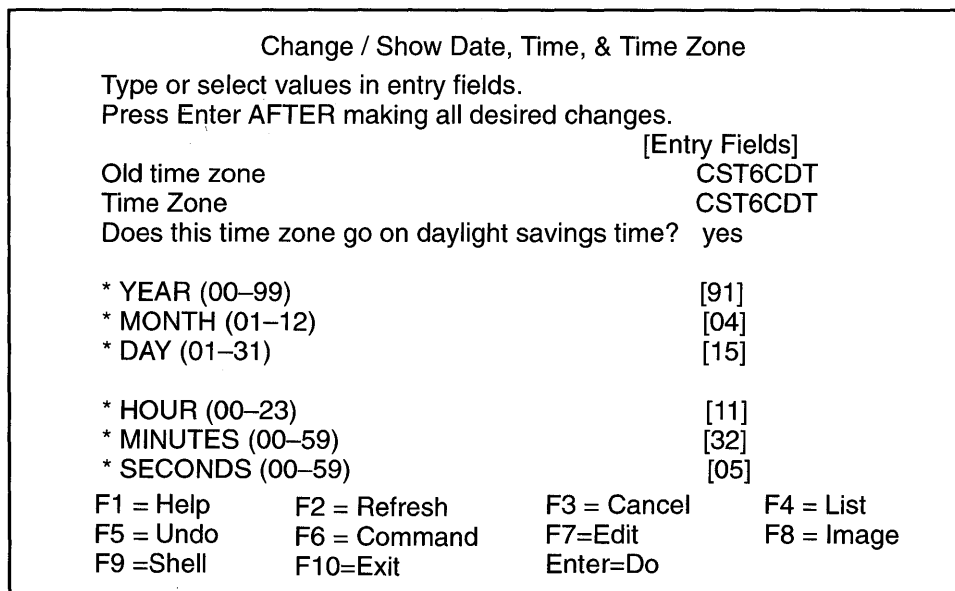 Change / Show Date, Time, & Time Zone
Type or select values in entry fields.
Press Enter AFTER making all desired changes.
[Entry Fields]
Old time zone CST6CDT
Time Zone CST6CDT
Does this time zone go on daylight savings time? yes
* YEAR (00–99) [91]
* MONTH (01–12) [04]
* DAY (01–31) [15]
* HOUR (00–23) [11]
* MINUTES (00–59) [32]
* SECONDS (00–59) [05]
F1 = Help F2 = Refresh F3 = Cancel F4 = List
F5 = Undo F6 = Command F7=Edit F8 = Image
F9 =Shell F10=Exit Enter=Do